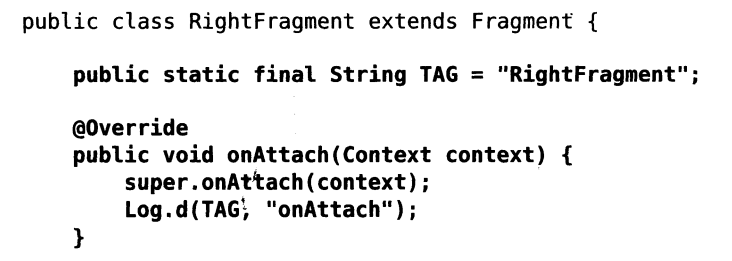 public class RightFragment extends Fragment {
public static final String TAG = "RightFragment";
@Override
public void onAttach(Context context) {
super.onAttach(context);
Log.d(TAG, "onAttach");
}